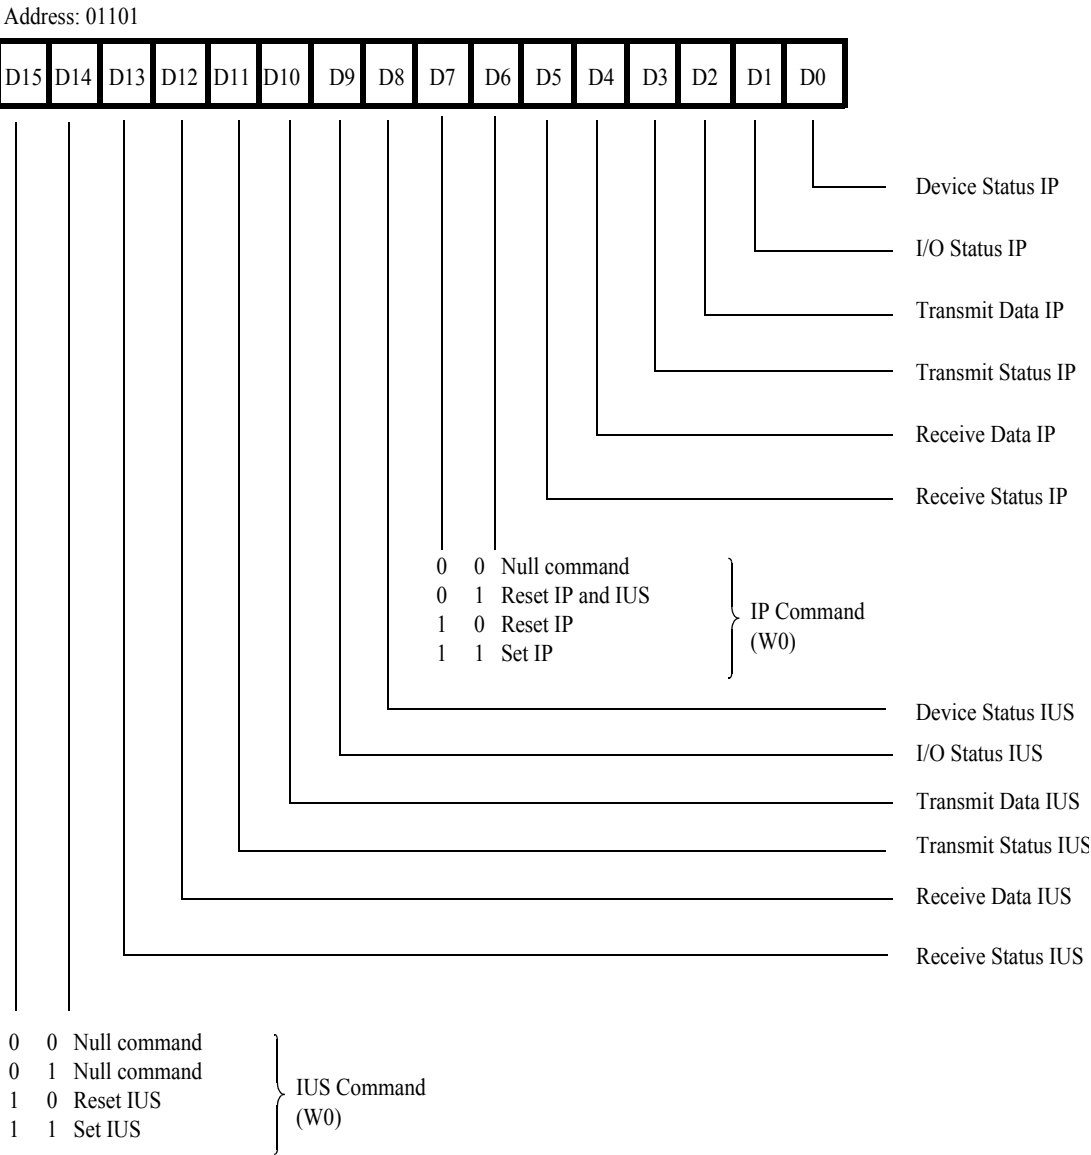 Address: 01101
D15 D14 D13 D12 D11 D10 D9 D8 D7 D6 D5 D4 D3 D2 D1 D0
Device Status IP
I/O Status IP
Transmit Data IP
Transmit Status IP
Receive Data IP
Receive Status IP
0 0 Null command
0 1 Reset IP and IUS
1 0 Reset IP
1 1 Set IP
IP Command
(W0)
Device Status IUS
I/O Status IUS
Transmit Data IUS
Transmit Status IUS
Receive Data IUS
Receive Status IUS
0 0 Null command
0 1 Null command
1 0 Reset IUS
1 1 Set IUS
IUS Command
(W0)